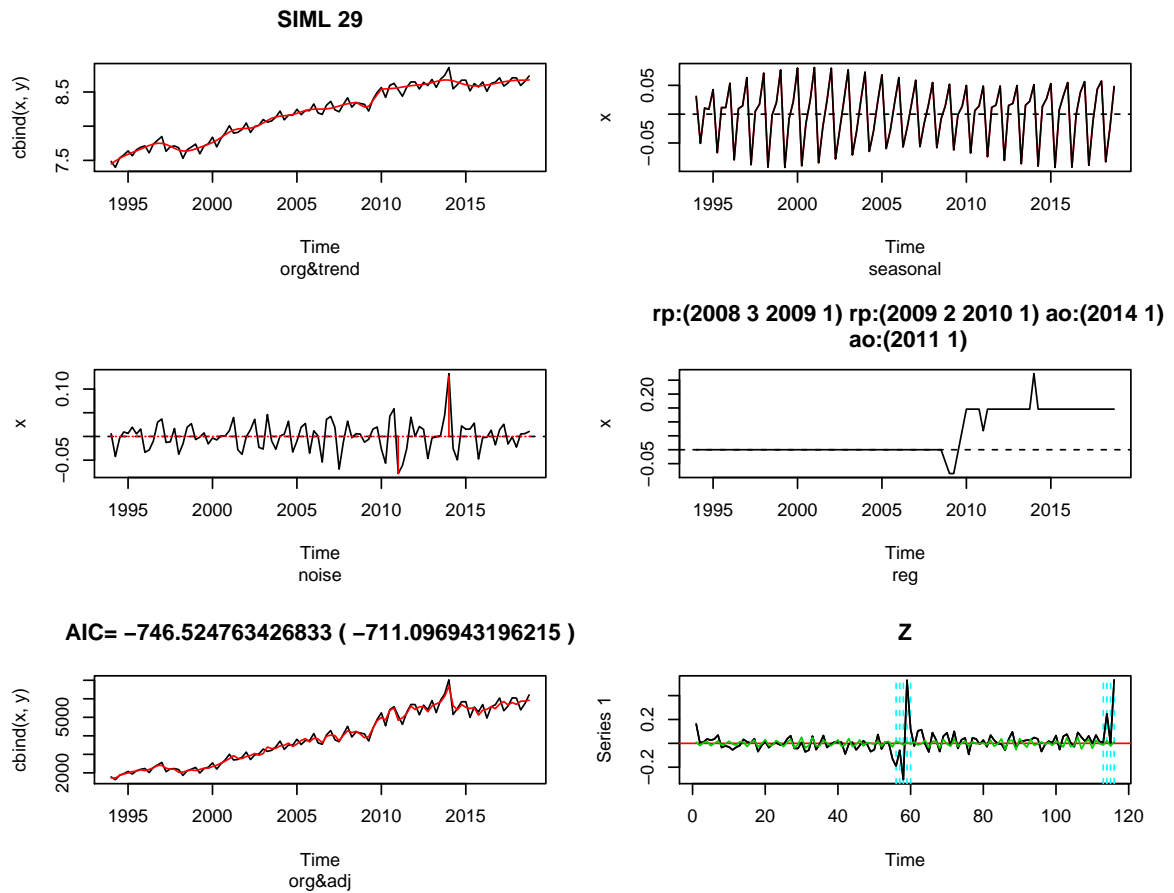 SIML 29
cbind(x, y)
7.5
8.5
1995
2000
2005
2010
2015
Time
org&trend
x
−0.05
0.05
1995
2000
2005
2010
2015
Time
seasonal
x
−0.05
0.10
1995
2000
2005
2010
2015
Time
noise
rp:(2008 3 2009 1) rp:(2009 2 2010 1) ao:(2014 1)
ao:(2011 1)
x
−0.05
0.20
1995
2000
2005
2010
2015
Time
reg
AIC= −746.524763426833 ( −711.096943196215 )
cbind(x, y)
2000
5000
1995
2000
2005
2010
2015
Time
org&adj
Z
Series 1
−0.2
0.2
0
20
40
60
80
100
120
Time